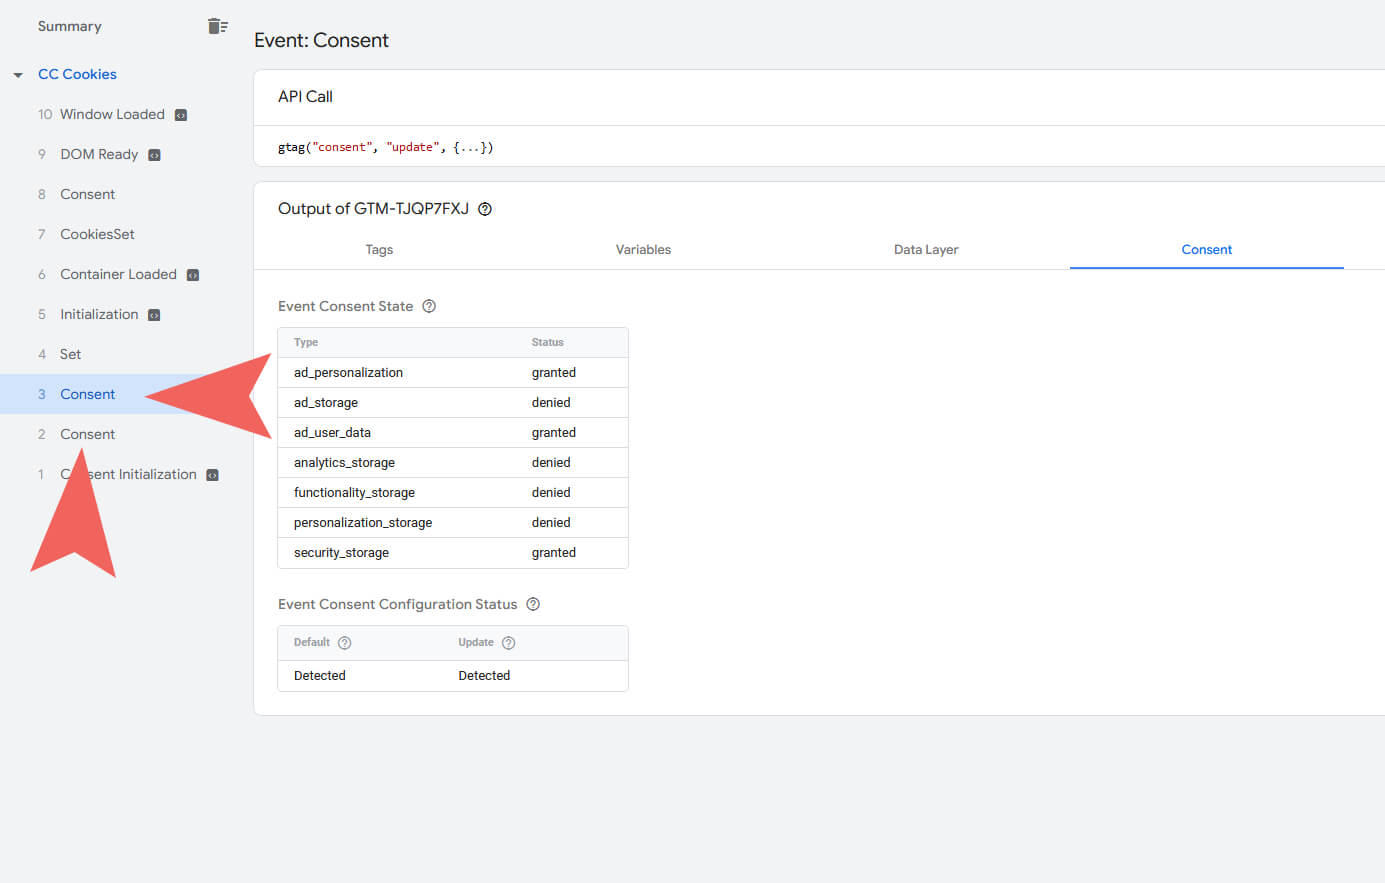 Summary
CC Cookies
10 Window Loaded
9 DOM Ready
8 Consent
7 CookiesSet
6 Container Loaded
5 Initialization
4 Set
3 Consent
2 Consent
1 Consent Initialization
Event: Consent
API Call
gtag("consent", "update", {...})
Output of GTM-TJQP7FXJ
Tags Variables Data Layer Consent
Event Consent State
Type Status
ad_personalization granted
ad_storage denied
ad_user_data granted
analytics_storage denied
functionality_storage denied
personalization_storage denied
security_storage granted
Event Consent Configuration Status
Default Update
Detected Detected